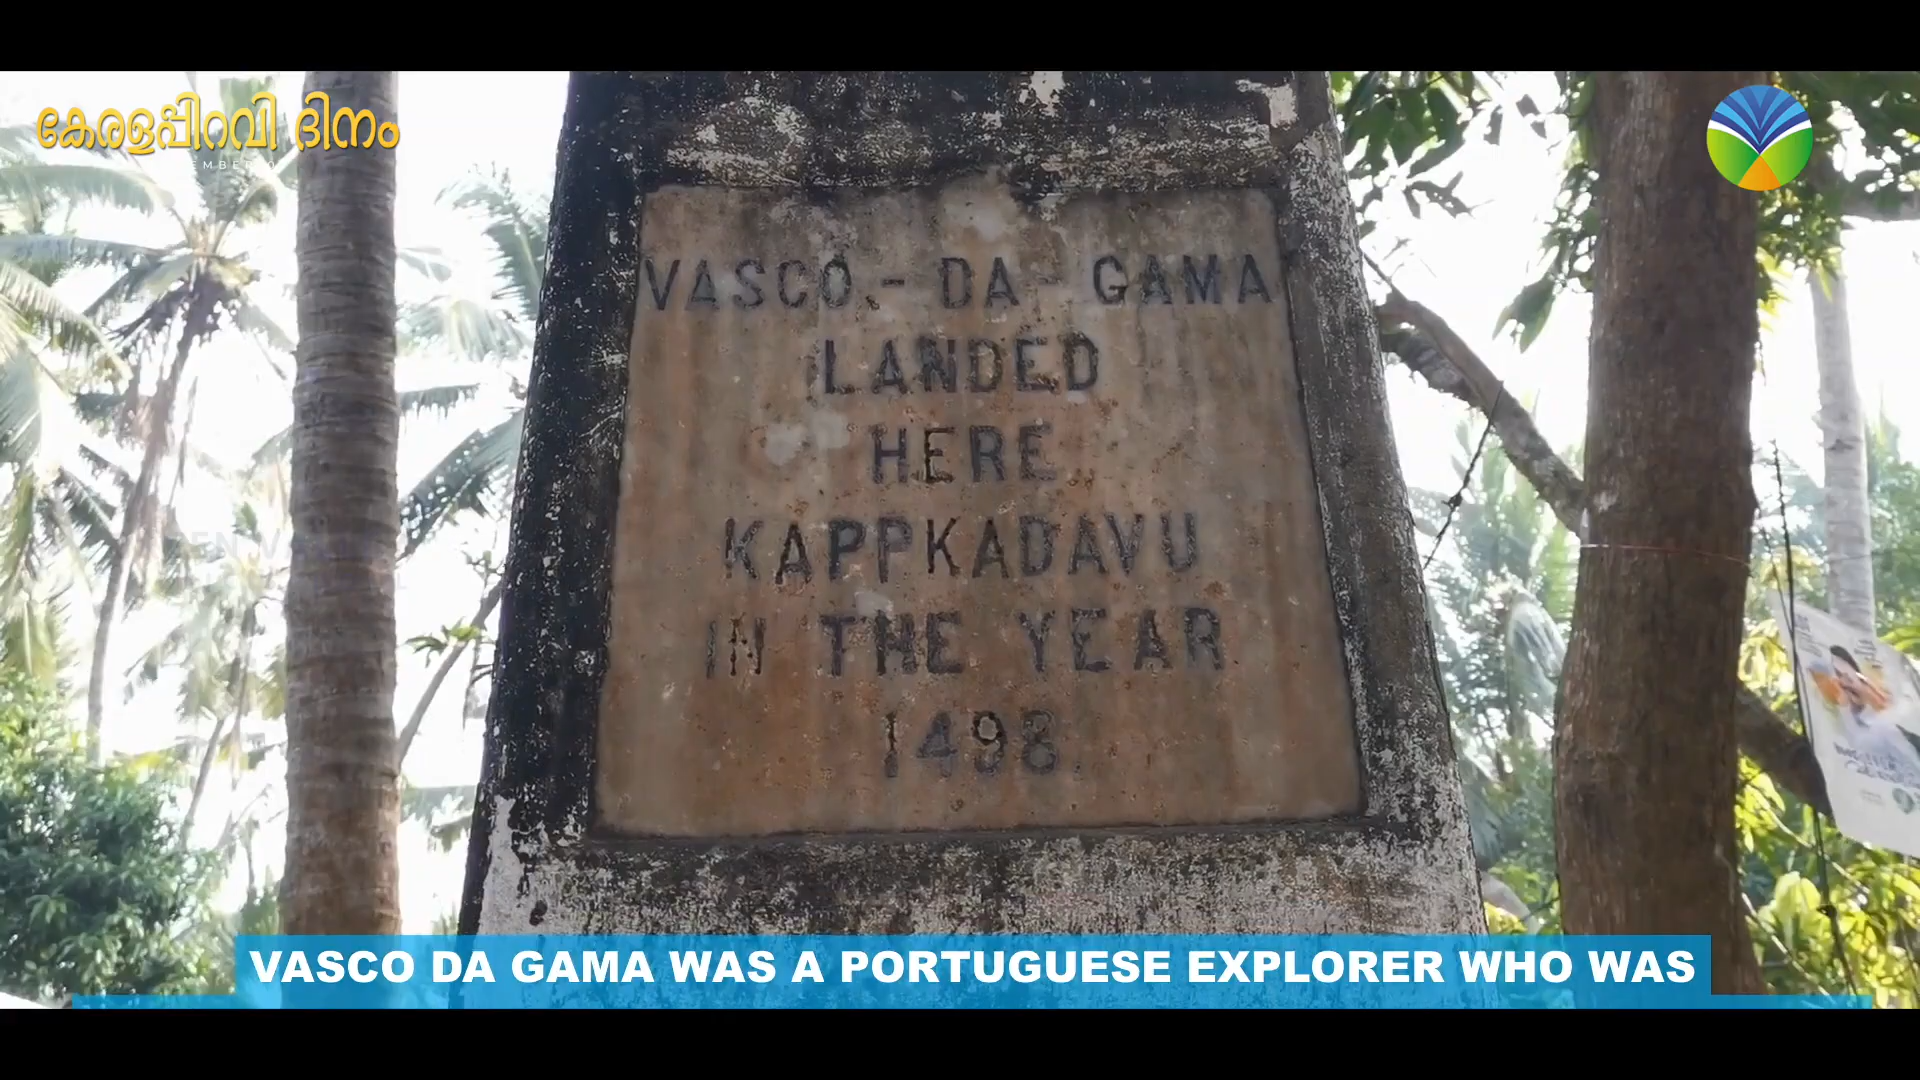 കേരളപ്പിറവി ദിനം
VASCO - DA - GAMA
LANDED
HERE
KAPPKADAVU
IN THE YEAR
1498.
VASCO DA GAMA WAS A PORTUGUESE EXPLORER WHO WAS